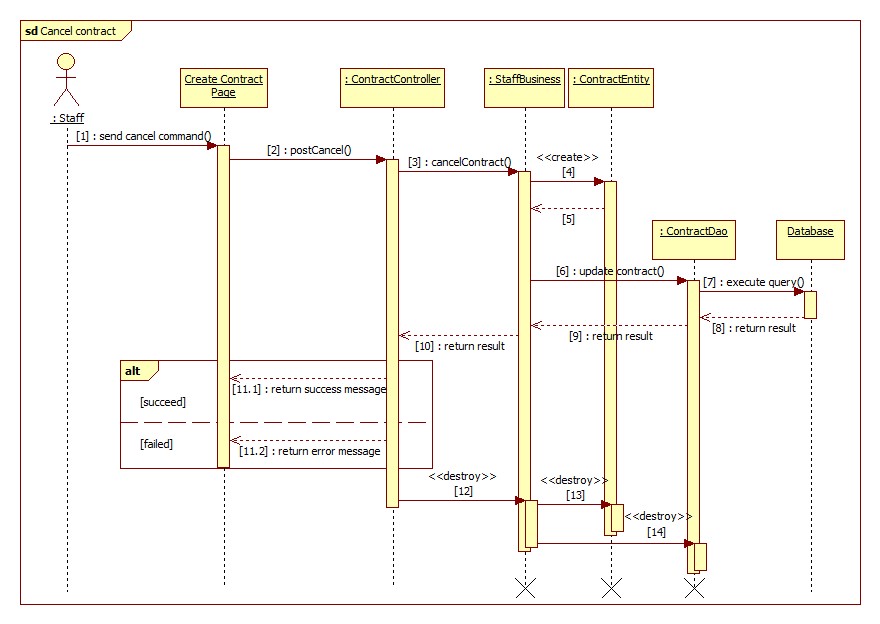 sd Cancel contract
: Staff
Create Contract
Page
: ContractController
: StaffBusiness
: ContractEntity
[1] : send cancel command()
[2] : postCancel()
[3] : cancelContract()
<<create>>
[4]
[5]
: ContractDao
Database
[6] : update contract()
[7] : execute query()
[8] : return result
[9] : return result
[10] : return result
alt
[11.1] : return success message
[succeed]
[failed]
[11.2] : return error message
<<destroy>>
[12]
<<destroy>>
[13]
<<destroy>>
[14]